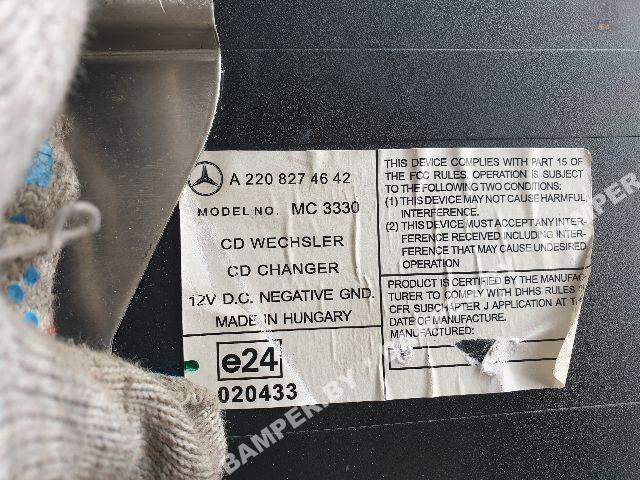 A 220 827 46 42
MODEL NO. MC 3330
CD WECHSLER
CD CHANGER
12V D.C. NEGATIVE GND.
MADE IN HUNGARY
e24
020433
THIS DEVICE COMPLIES WITH PART 15 OF
THE FCC RULES. OPERATION IS SUBJECT
TO THE FOLLOWING TWO CONDITIONS:
(1) THIS DEVICE MAY NOT CAUSE HARMFUL
INTERFERENCE.
(2) THIS DEVICE MUST ACCEPT ANY INTER-
FERENCE RECEIVED INCLUDING INTER-
FERENCE THAT MAY CAUSE UNDESIRED
OPERATION
PRODUCT IS CERTIFIED BY THE MANUFAC-
TURER TO COMPLY WITH DHHS RULES
CFR SUBCHAPTER J APPLICATION AT
DATE OF MANUFACTURE.
MANUFACTURED:
BAMPER.BY